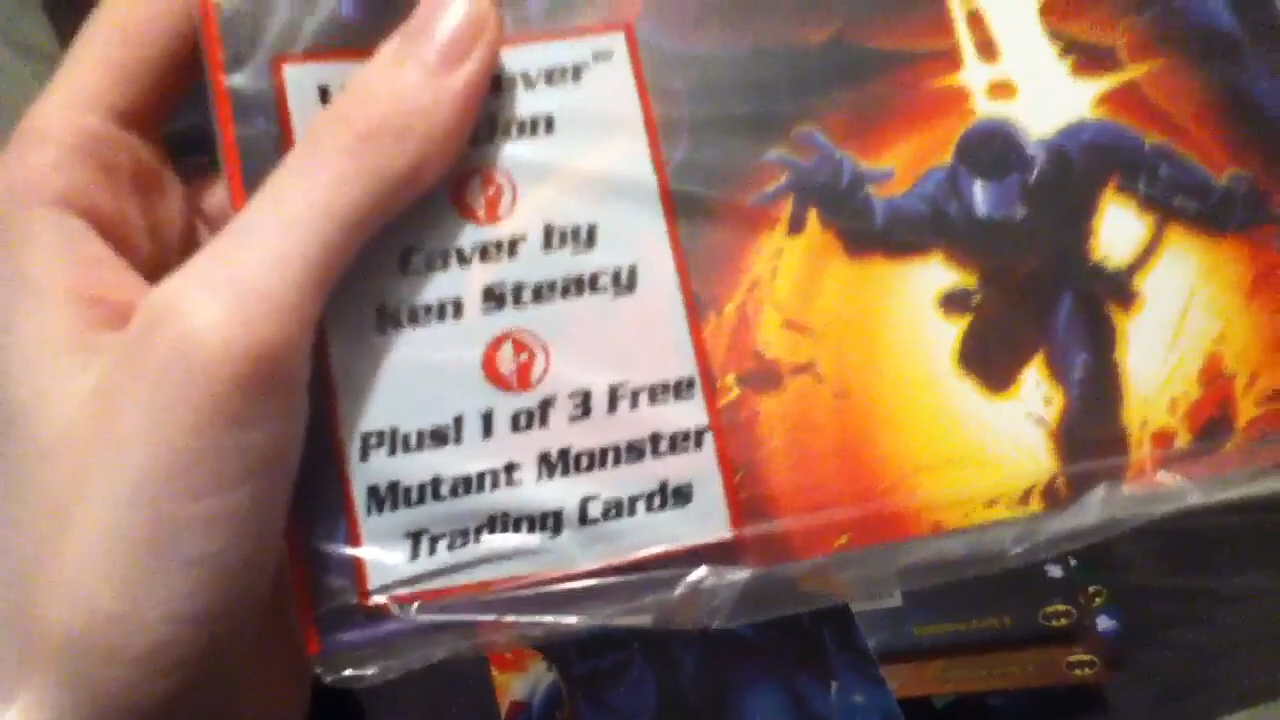 Cover by
Ken Steacy
Plus! 1 of 3 Free
Mutant Monster
Trading Cards